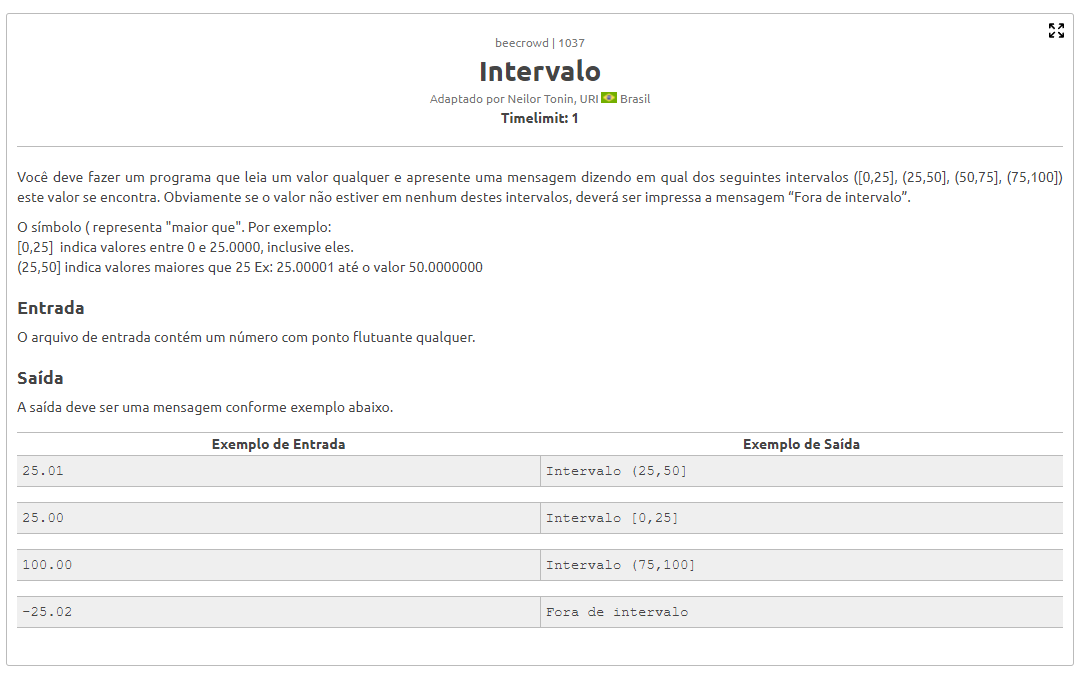 beecrowd | 1037
Intervalo
Adaptado por Neilor Tonin, URI Brasil
Timelimit: 1
Você deve fazer um programa que leia um valor qualquer e apresente uma mensagem dizendo em qual dos seguintes intervalos ([0,25], (25,50], (50,75], (75,100])
este valor se encontra. Obviamente se o valor não estiver em nenhum destes intervalos, deverá ser impressa a mensagem “Fora de intervalo”.
O símbolo ( representa "maior que". Por exemplo:
[0,25]  indica valores entre 0 e 25.0000, inclusive eles.
(25,50] indica valores maiores que 25 Ex: 25.00001 até o valor 50.0000000
Entrada
O arquivo de entrada contém um número com ponto flutuante qualquer.
Saída
A saída deve ser uma mensagem conforme exemplo abaixo.
Exemplo de Entrada Exemplo de Saída
25.01 Intervalo (25,50]
25.00 Intervalo [0,25]
100.00 Intervalo (75,100]
-25.02 Fora de intervalo